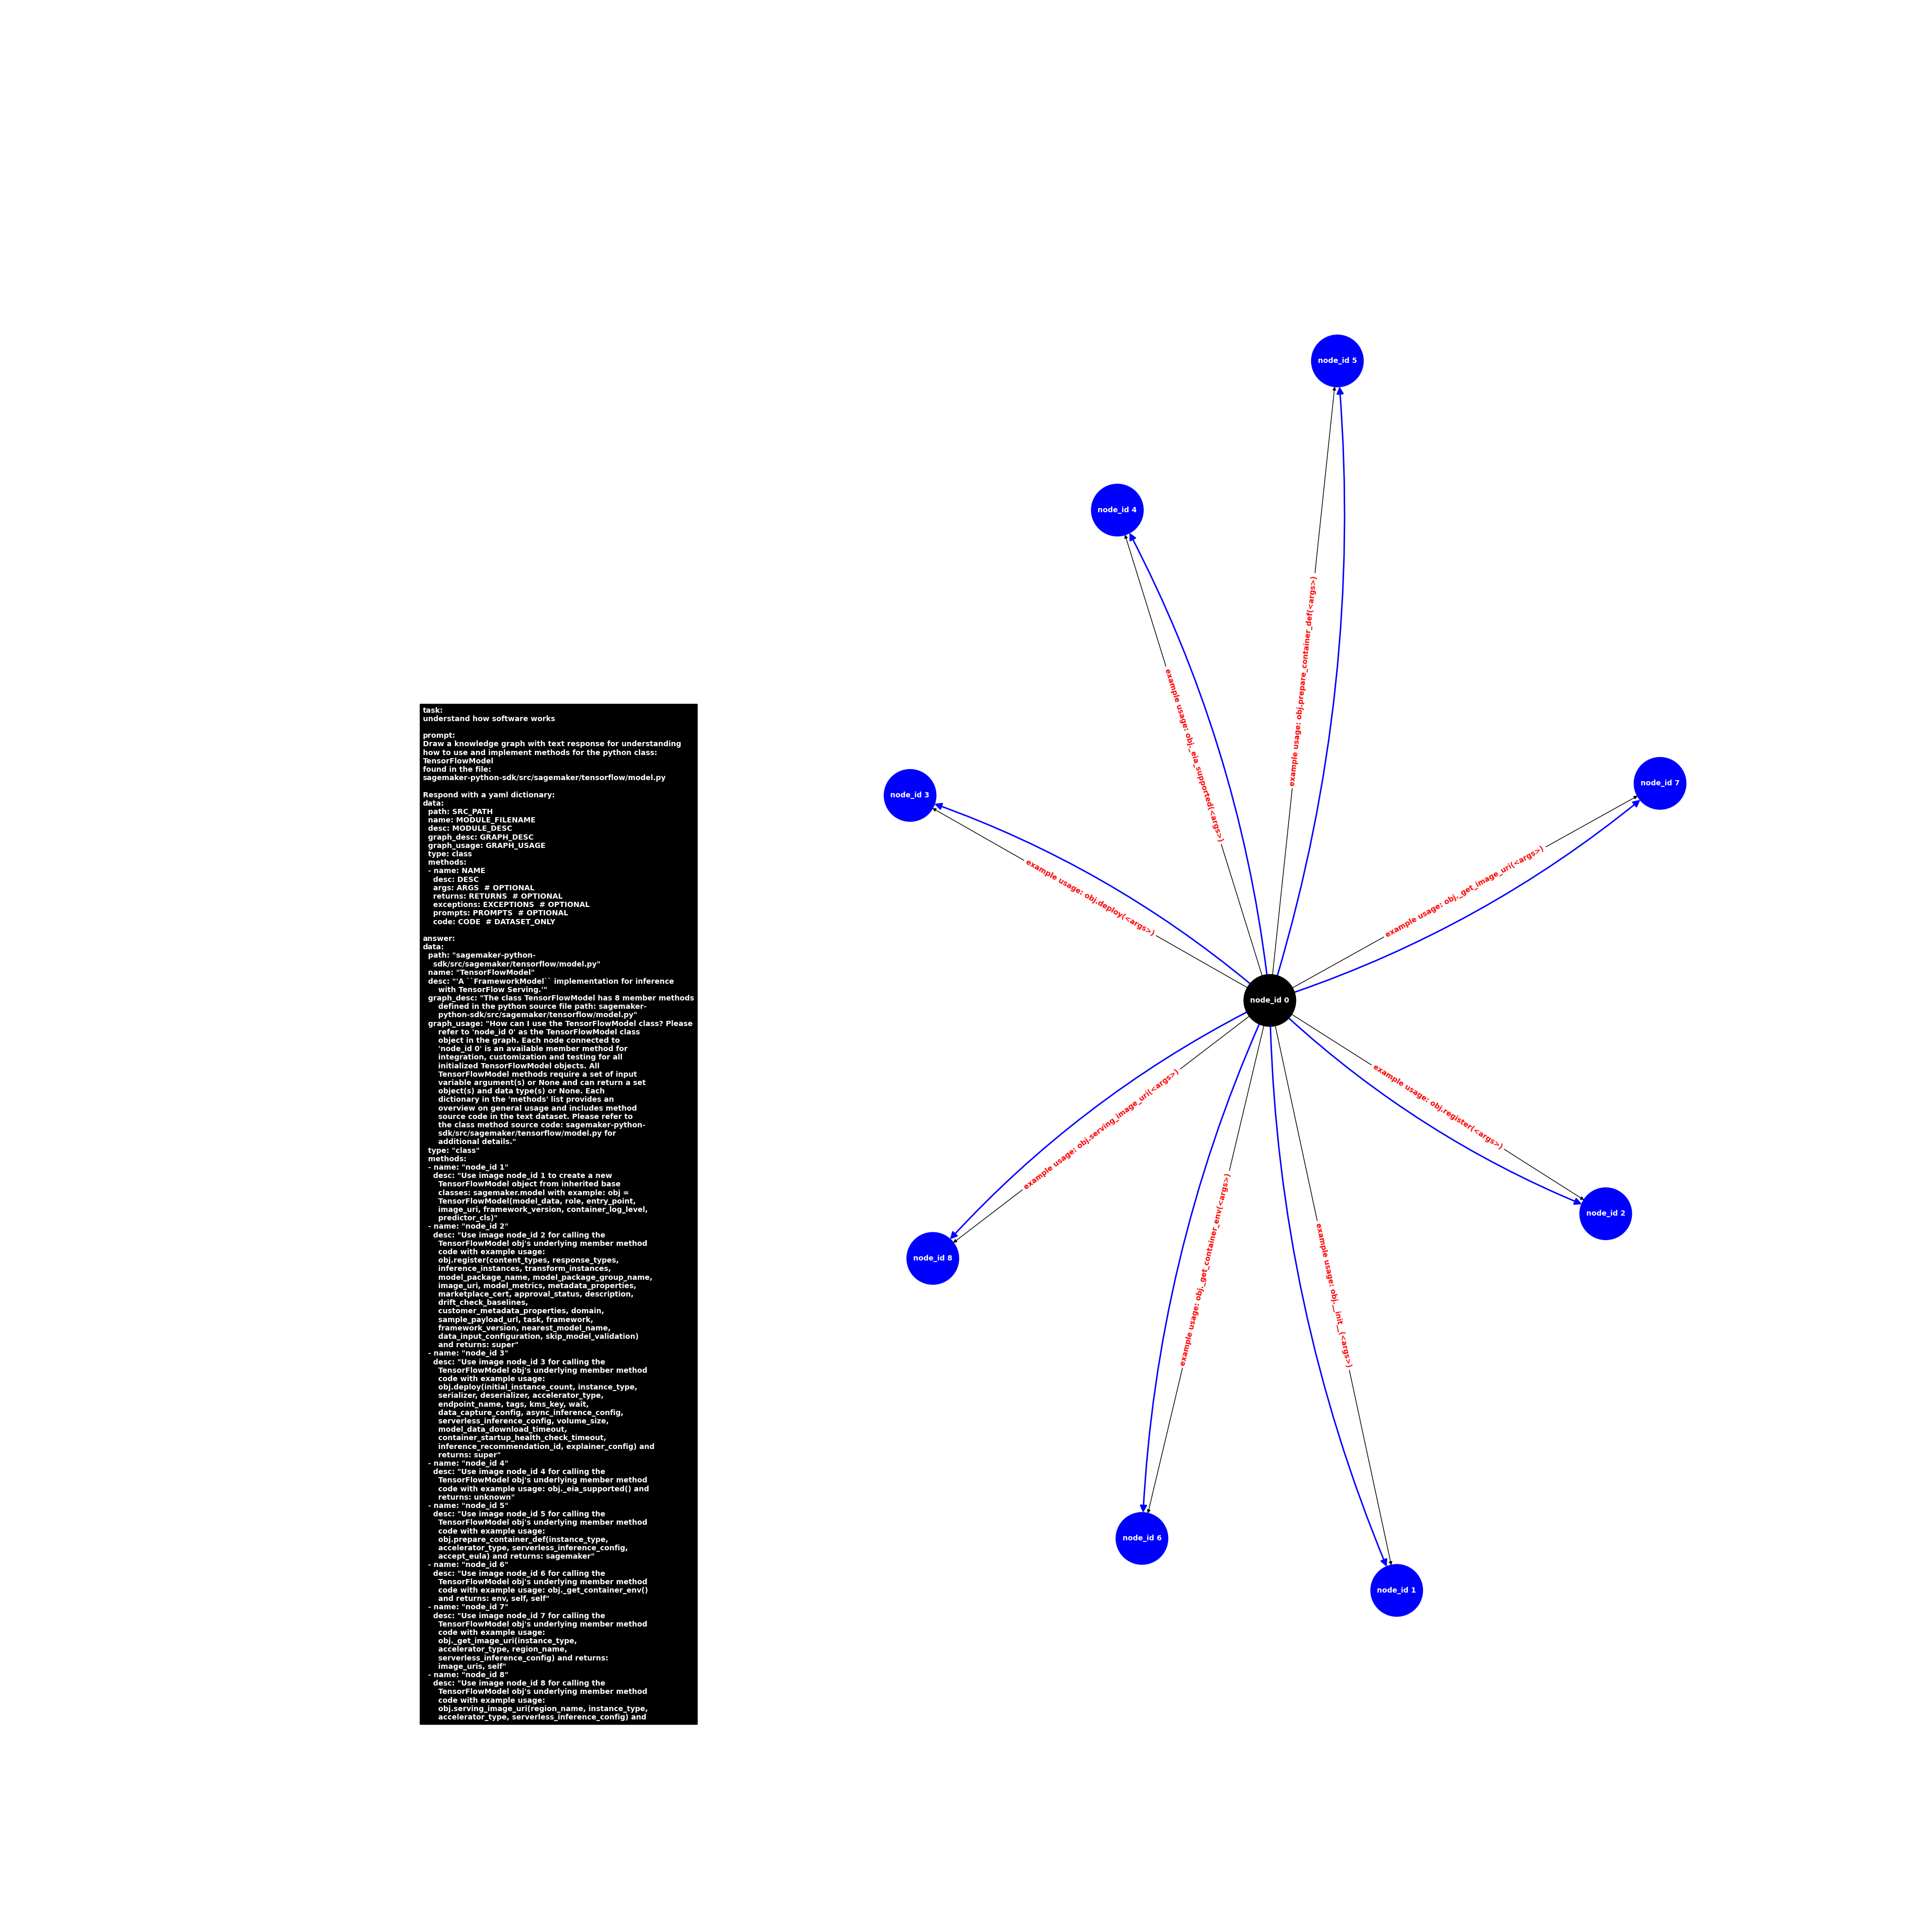 task:
understand how software works

prompt:
Draw a knowledge graph with text response for understanding
how to use and implement methods for the python class:
TensorFlowModel
found in the file:
sagemaker-python-sdk/src/sagemaker/tensorflow/model.py

Respond with a yaml dictionary:
data:
  path: SRC_PATH
  name: MODULE_FILENAME
  desc: MODULE_DESC
  graph_desc: GRAPH_DESC
  graph_usage: GRAPH_USAGE
  type: class
  methods:
  - name: NAME
    desc: DESC
    args: ARGS  # OPTIONAL
    returns: RETURNS  # OPTIONAL
    exceptions: EXCEPTIONS  # OPTIONAL
    prompts: PROMPTS  # OPTIONAL
    code: CODE  # DATASET_ONLY

answer:
data:
  path: "sagemaker-python-
    sdk/src/sagemaker/tensorflow/model.py"
  name: "TensorFlowModel"
  desc: "'A ``FrameworkModel`` implementation for inference
      with TensorFlow Serving.'"
  graph_desc: "The class TensorFlowModel has 8 member methods
      defined in the python source file path: sagemaker-
      python-sdk/src/sagemaker/tensorflow/model.py"
  graph_usage: "How can I use the TensorFlowModel class? Please
      refer to 'node_id 0' as the TensorFlowModel class
      object in the graph. Each node connected to
      'node_id 0' is an available member method for
      integration, customization and testing for all
      initialized TensorFlowModel objects. All
      TensorFlowModel methods require a set of input
      variable argument(s) or None and can return a set
      object(s) and data type(s) or None. Each
      dictionary in the 'methods' list provides an
      overview on general usage and includes method
      source code in the text dataset. Please refer to
      the class method source code: sagemaker-python-
      sdk/src/sagemaker/tensorflow/model.py for
      additional details."
  type: "class"
  methods:
  - name: "node_id 1"
    desc: "Use image node_id 1 to create a new
      TensorFlowModel object from inherited base
      classes: sagemaker.model with example: obj =
      TensorFlowModel(model_data, role, entry_point,
      image_uri, framework_version, container_log_level,
      predictor_cls)"
  - name: "node_id 2"
    desc: "Use image node_id 2 for calling the
      TensorFlowModel obj's underlying member method
      code with example usage:
      obj.register(content_types, response_types,
      inference_instances, transform_instances,
      model_package_name, model_package_group_name,
      image_uri, model_metrics, metadata_properties,
      marketplace_cert, approval_status, description,
      drift_check_baselines,
      customer_metadata_properties, domain,
      sample_payload_url, task, framework,
      framework_version, nearest_model_name,
      data_input_configuration, skip_model_validation)
      and returns: super"
  - name: "node_id 3"
    desc: "Use image node_id 3 for calling the
      TensorFlowModel obj's underlying member method
      code with example usage:
      obj.deploy(initial_instance_count, instance_type,
      serializer, deserializer, accelerator_type,
      endpoint_name, tags, kms_key, wait,
      data_capture_config, async_inference_config,
      serverless_inference_config, volume_size,
      model_data_download_timeout,
      container_startup_health_check_timeout,
      inference_recommendation_id, explainer_config) and
      returns: super"
  - name: "node_id 4"
    desc: "Use image node_id 4 for calling the
      TensorFlowModel obj's underlying member method
      code with example usage: obj._eia_supported() and
      returns: unknown"
  - name: "node_id 5"
    desc: "Use image node_id 5 for calling the
      TensorFlowModel obj's underlying member method
      code with example usage:
      obj.prepare_container_def(instance_type,
      accelerator_type, serverless_inference_config,
      accept_eula) and returns: sagemaker"
  - name: "node_id 6"
    desc: "Use image node_id 6 for calling the
      TensorFlowModel obj's underlying member method
      code with example usage: obj._get_container_env()
      and returns: env, self, self"
  - name: "node_id 7"
    desc: "Use image node_id 7 for calling the
      TensorFlowModel obj's underlying member method
      code with example usage:
      obj._get_image_uri(instance_type,
      accelerator_type, region_name,
      serverless_inference_config) and returns:
      image_uris, self"
  - name: "node_id 8"
    desc: "Use image node_id 8 for calling the
      TensorFlowModel obj's underlying member method
      code with example usage:
      obj.serving_image_uri(region_name, instance_type,
      accelerator_type, serverless_inference_config) and
node_id 5
node_id 4
example usage: obj.prepare_container_def(<args>)
example usage: obj._eia_supported(<args>)
node_id 7
node_id 3
example usage: obj._get_image_uri(<args>)
example usage: obj.deploy(<args>)
node_id 0
example usage: obj.register(<args>)
example usage: obj.serving_image_uri(<args>)
node_id 2
node_id 8
example usage: obj._get_container_env(<args>)
example usage: obj.__init__(<args>)
node_id 6
node_id 1